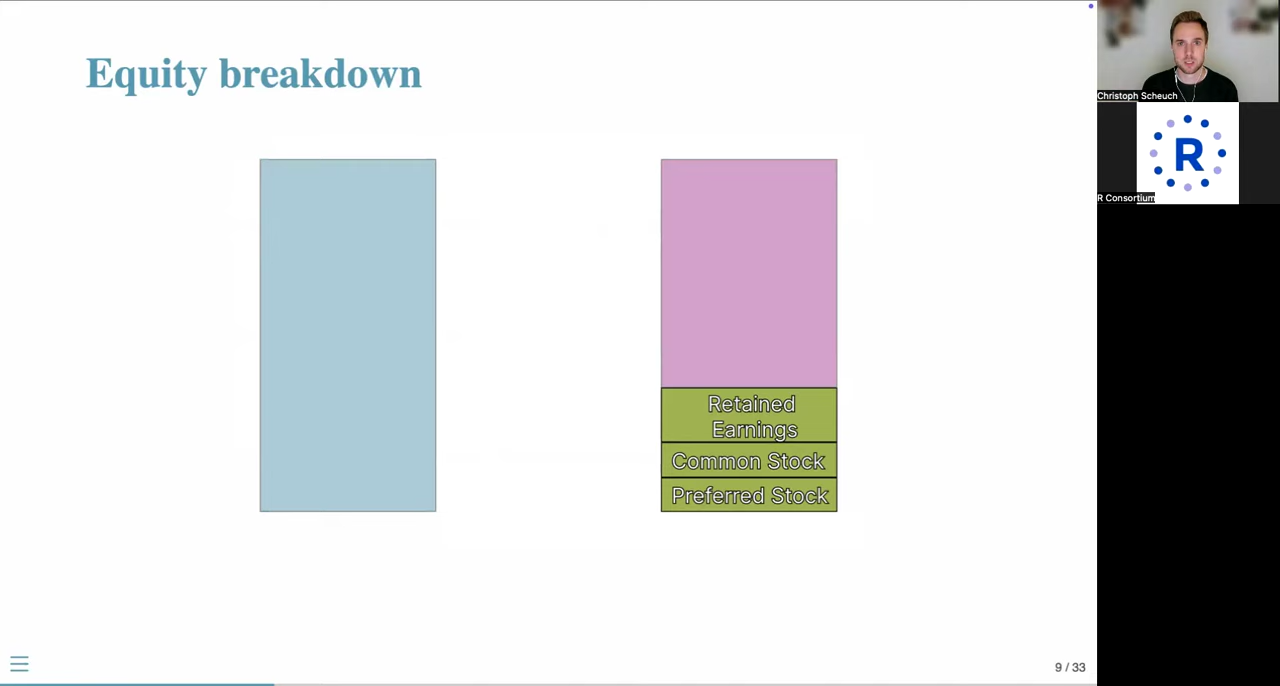 Equity breakdown
Retained
Earnings
Common Stock
Preferred Stock
9 / 33
Christoph Scheuch
R
R Consortium